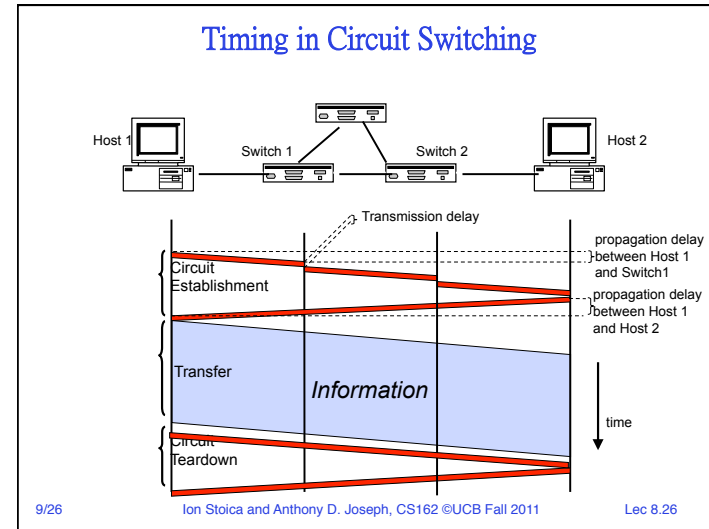 Timing in Circuit Switching
Host 1
Switch 1
Switch 2
Host 2
Transmission delay
propagation delay
between Host 1
and Switch1
Circuit
Establishment
propagation delay
between Host 1
and Host 2
Transfer
Information
time
Circuit
Teardown
9/26
Ion Stoica and Anthony D. Joseph, CS162 ©UCB Fall 2011
Lec 8.26